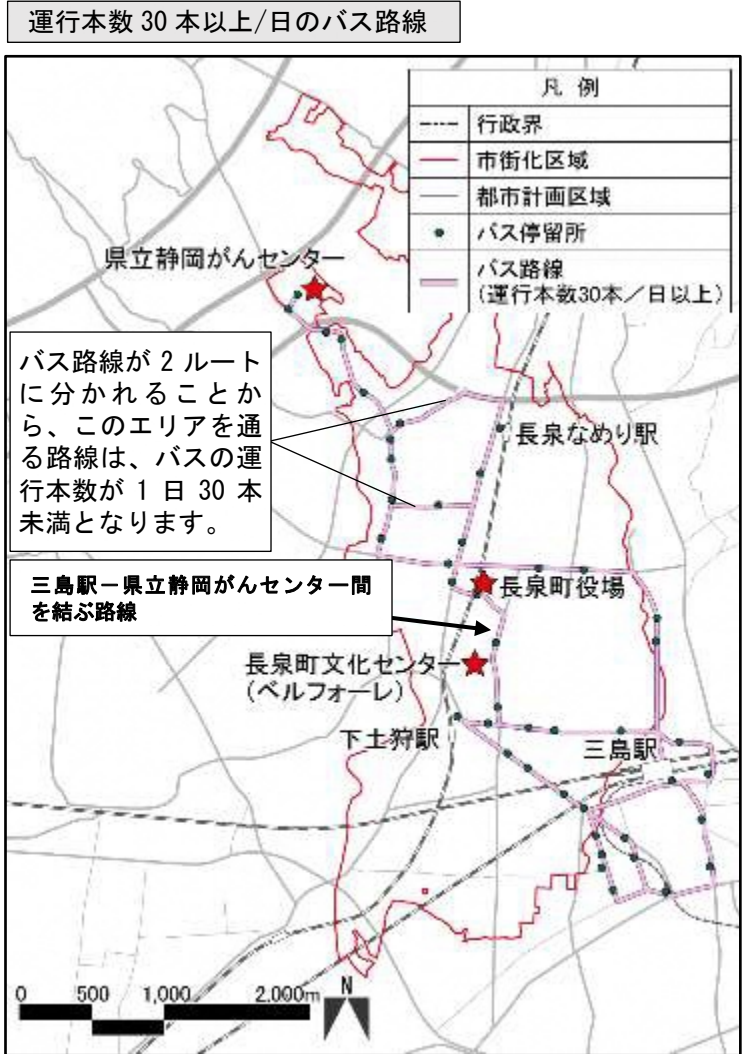 運行本数 30 本以上/日のバス路線
凡 例
行政界
市街化区域
都市計画区域
バス停留所
バス路線
(運行本数30本/日以上)
県立静岡がんセンター
バス路線が 2 ルート
に分かれることか
ら、このエリアを通
る路線は、バスの運
行本数が 1 日 30 本
未満となります。
長泉なめり駅
三島駅－県立静岡がんセンター間
を結ぶ路線
長泉町役場
長泉町文化センター
(ベルフォーレ)
下土狩駅
三島駅
0 500 1,000 2,000m
N